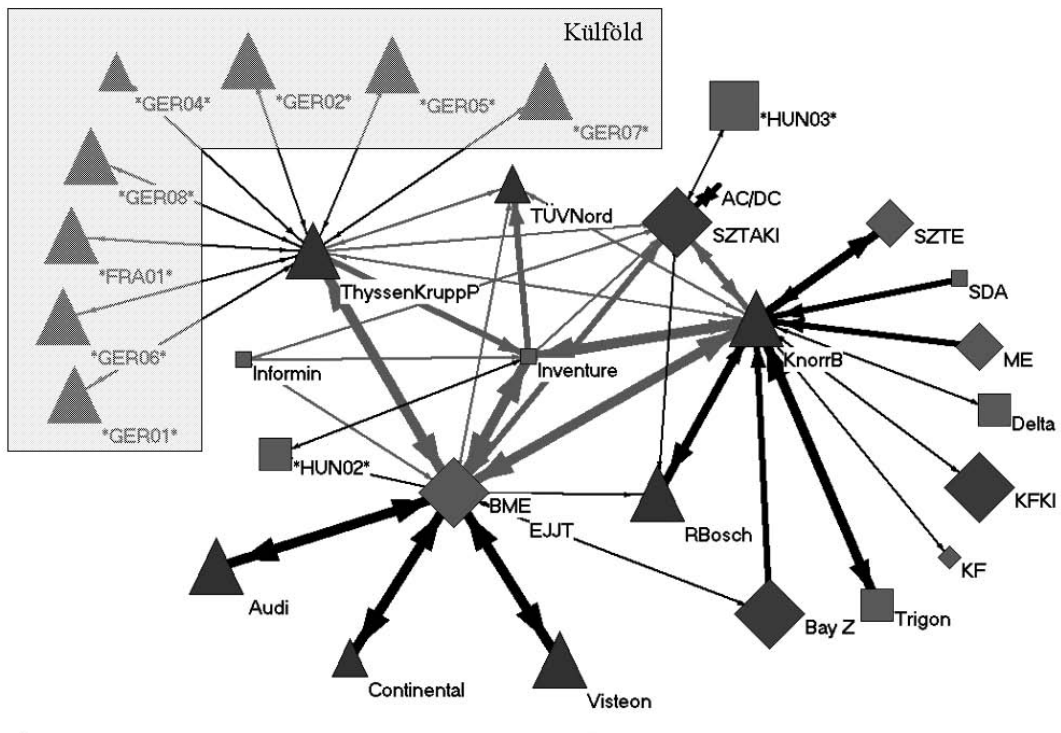 Külföld
*GER04*
*GER02*
*GER05*
*GER07*
*HUN03*
*GER08*
TÜVNord
AC/DC
SZTAKI
SZTE
*FRA01*
ThyssenKruppP
SDA
*GER06*
Informin
Inventure
KnorrB
ME
Delta
*GER01*
*HUN02*
BME
KFKI
EJJT
RBosch
KF
Audi
Bay Z
Trigon
Continental
Visteon